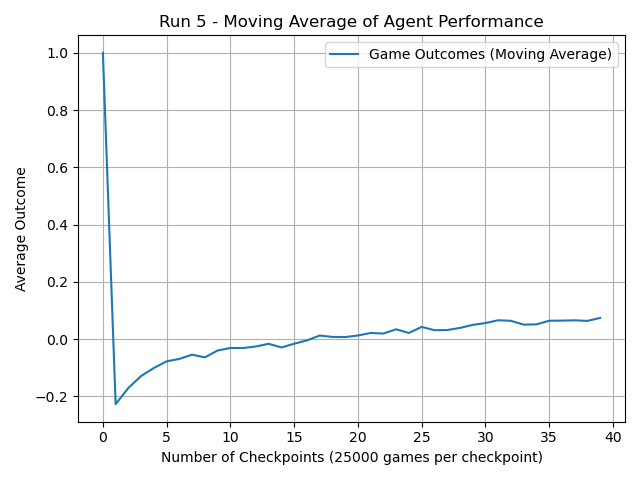 Run 5 - Moving Average of Agent Performance
Game Outcomes (Moving Average)
Average Outcome
1.0
0.8
0.6
0.4
0.2
0.0
−0.2
0 5 10 15 20 25 30 35 40
Number of Checkpoints (25000 games per checkpoint)